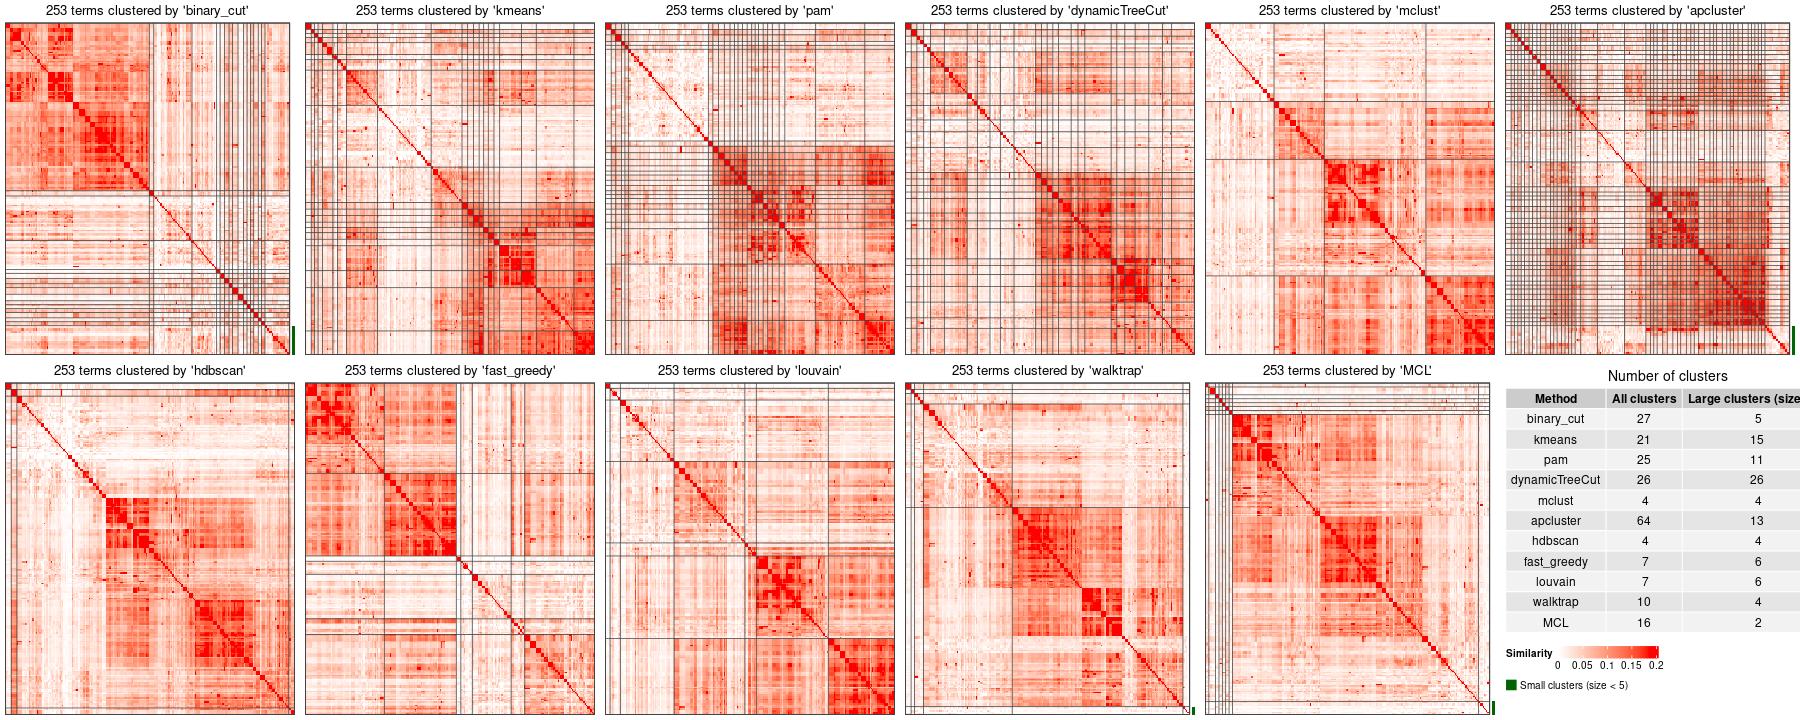 253 terms clustered by 'binary_cut'
253 terms clustered by 'kmeans'
253 terms clustered by 'pam'
253 terms clustered by 'dynamicTreeCut'
253 terms clustered by 'mclust'
253 terms clustered by 'apcluster'
253 terms clustered by 'hdbscan'
253 terms clustered by 'fast_greedy'
253 terms clustered by 'louvain'
253 terms clustered by 'walktrap'
253 terms clustered by 'MCL'
Number of clusters
Method All clusters Large clusters (size
binary_cut 27 5
kmeans 21 15
pam 25 11
dynamicTreeCut 26 26
mclust 4 4
apcluster 64 13
hdbscan 4 4
fast_greedy 7 6
louvain 7 6
walktrap 10 4
MCL 16 2
Similarity
0 0.05 0.1 0.15 0.2
Small clusters (size < 5)